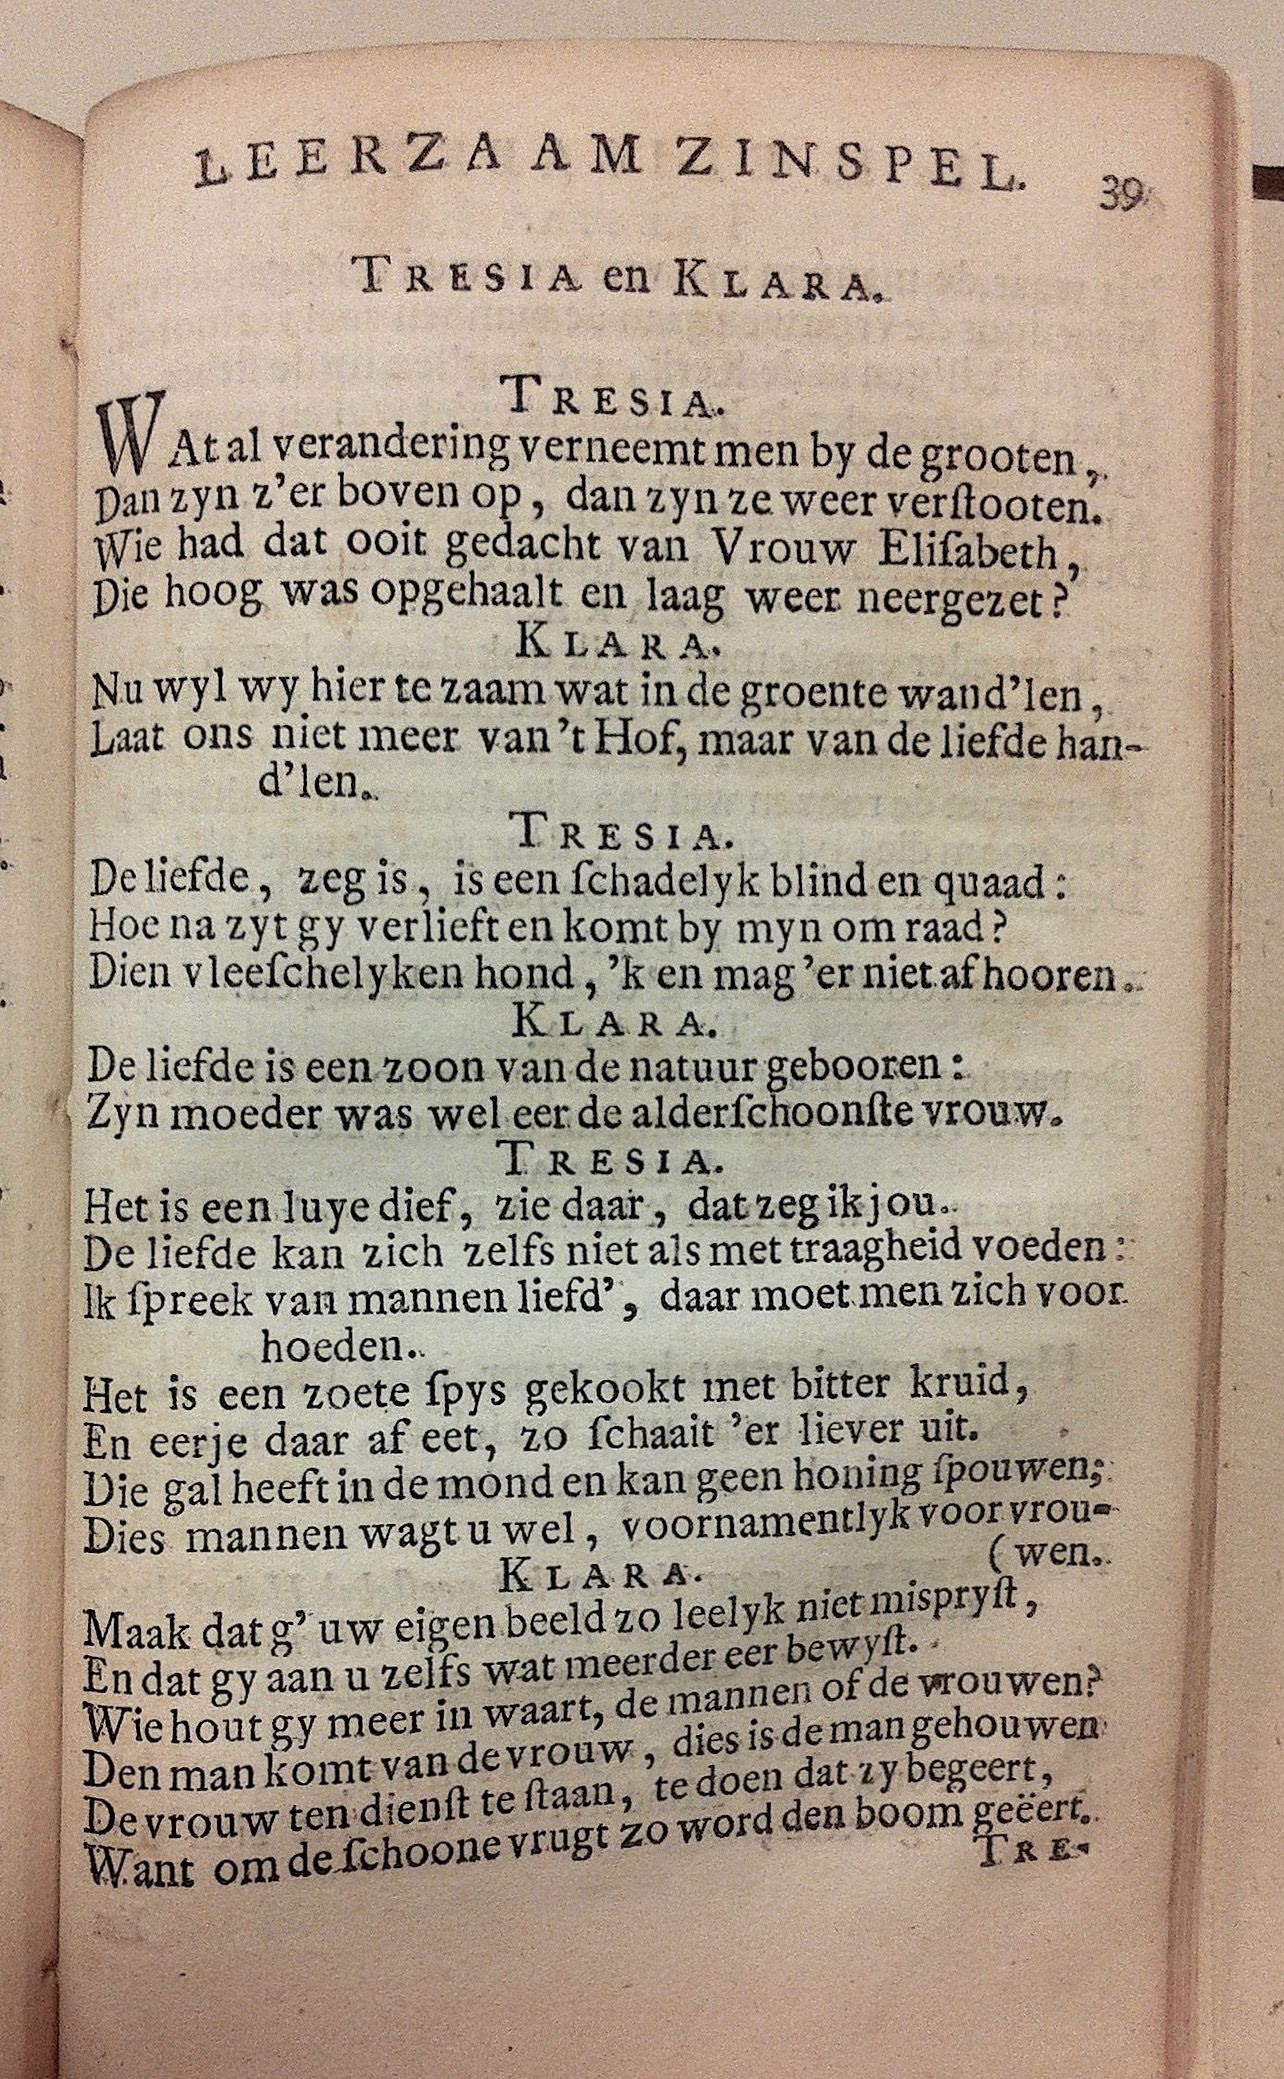 LEERZAAM ZINSPEL. 39
TRESIA en KLARA.
TRESIA.
WAt al verandering verneemt men by de grooten,
Dan zyn z'er boven op, dan zyn ze weer verſtooten.
Wie had dat ooit gedacht van Vrouw Eliſabeth,
Die hoog was opgehaalt en laag weer neergezet?
KLARA.
Nu wyl wy hier te zaam wat in de groente wand'len,
Laat ons niet meer van 't Hof, maar van de liefde han-
d'len.
TRESIA.
De liefde, zeg is, is een ſchadelyk blind en quaad:
Hoe na zyt gy verlieft en komt by myn om raad?
Dien vleeſchelyken hond, 'k en mag 'er niet af hooren.
KLARA.
De liefde is een zoon van de natuur gebooren:
Zyn moeder was wel eer de alderſchoonſte vrouw.
TRESIA.
Het is een luye dief, zie daar, dat zeg ik jou.
De liefde kan zich zelfs niet als met traagheid voeden:
Ik ſpreek van mannen liefd', daar moet men zich voor
hoeden.
Het is een zoete ſpys gekookt met bitter kruid,
En eerje daar af eet, zo ſchaait 'er liever uit.
Die gal heeft in de mond en kan geen honing ſpouwen;
Dies mannen wagt u wel, voornamentlyk voor vrou-
(wen.
KLARA.
Maak dat g' uw eigen beeld zo leelyk niet mispryſt,
En dat gy aan u zelfs wat meerder eer bewyſt.
Wie hout gy meer in waart, de mannen of de vrouwen?
Den man komt van de vrouw, dies is de man gehouwen
De vrouw ten dienſt te ſtaan, te doen dat zy begeert,
Want om de ſchoone vrugt zo word den boom geëert.
TRE-